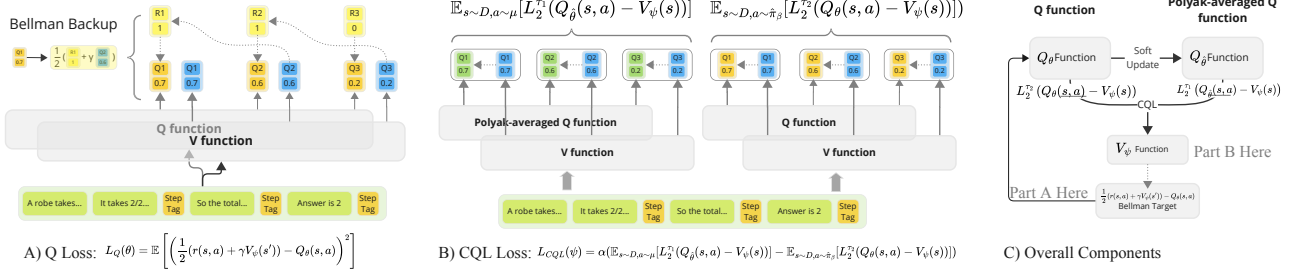 Bellman Backup
R1
1
R2
1
R3
0
Q1
0.7
1/2 ( R1 1 + γ )
Q1
0.7
Q1
0.7
Q2
0.6
Q2
0.6
Q3
0.2
Q3
0.2
Q function
V function
A robe takes...
It takes 2/2...
Step Tag
So the total...
Step Tag
Answer is 2
Step Tag
A) Q Loss: L_Q(θ) = 𝔼[(1/2(r(s, a) + γV_ψ(s′)) − Q_θ(s, a))^2]
𝔼_{s∼D,a∼μ}[L_2^{τ_1}(Q_{θ̂}(s, a) − V_ψ(s))]
𝔼_{s∼D,a∼π̂_β}[L_2^{τ_2}(Q_θ(s, a) − V_ψ(s))])
Q1
0.7
Q1
0.7
Q2
0.6
Q2
0.6
Q3
0.2
Q3
0.2
Q1
0.7
Q1
0.7
Q2
0.6
Q2
0.6
Q3
0.2
Q3
0.2
Polyak-averaged Q function
V function
Q function
V function
A robe takes...
It takes 2/2...
Step Tag
So the total...
Step Tag
Answer is 2
Step Tag
B) CQL Loss: L_{CQL}(ψ) = α(𝔼_{s∼D,a∼μ}[L_2^{τ_1}(Q_{θ̂}(s, a) − V_ψ(s))] − 𝔼_{s∼D,a∼π̂_β}[L_2^{τ_2}(Q_θ(s, a) − V_ψ(s))])
Q function
Polyak-averaged Q
function
Q_θ Function
Soft
Update
Q_{θ̂} Function
L_2^{τ_2}(Q_θ(s, a) − V_ψ(s))
L_2^{τ_1}(Q_{θ̂}(s, a) − V_ψ(s))
CQL
V_ψ Function
Part B Here
Part A Here
1/2(r(s, a) + γV_ψ(s′)) − Q_θ(s, a)
Bellman Target
C) Overall Components